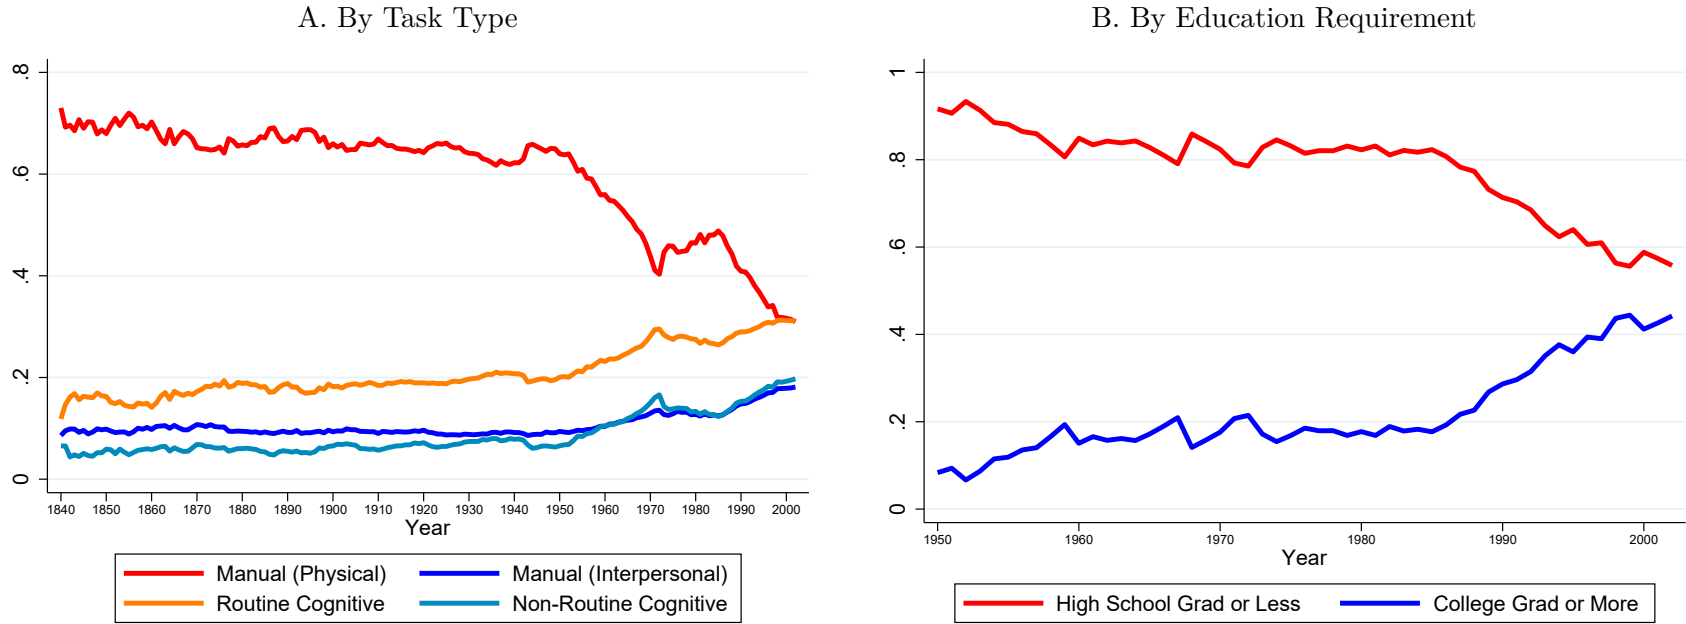 A. By Task Type
.8
.6
.4
.2
0
1840 1850 1860 1870 1880 1890 1900 1910 1920 1930 1940 1950 1960 1970 1980 1990 2000
Year
Manual (Physical) Manual (Interpersonal)
Routine Cognitive Non-Routine Cognitive
B. By Education Requirement
1
.8
.6
.4
.2
0
1950 1960 1970 1980 1990 2000
Year
High School Grad or Less College Grad or More